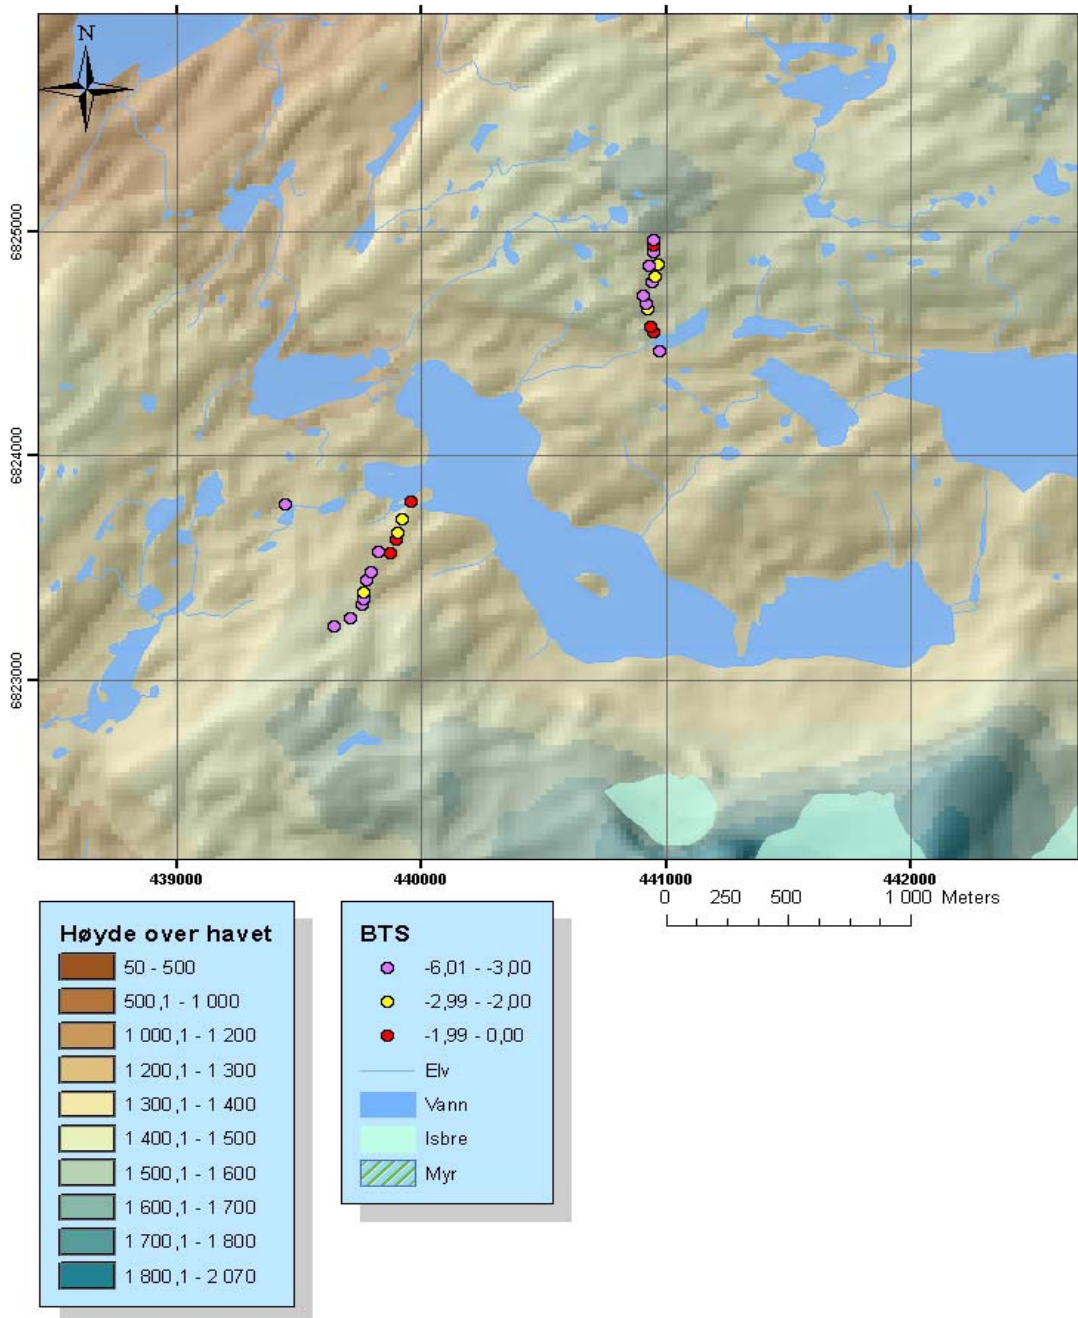 N
6825000
6824000
6823000
439000
440000
441000
442000
0 250 500 1 000 Meters
Høyde over havet
50 - 500
500,1 - 1 000
1 000,1 - 1 200
1 200,1 - 1 300
1 300,1 - 1 400
1 400,1 - 1 500
1 500,1 - 1 600
1 600,1 - 1 700
1 700,1 - 1 800
1 800,1 - 2 070
BTS
-6,01 - -3,00
-2,99 - -2,00
-1,99 - 0,00
Elv
Vann
Isbre
Myr